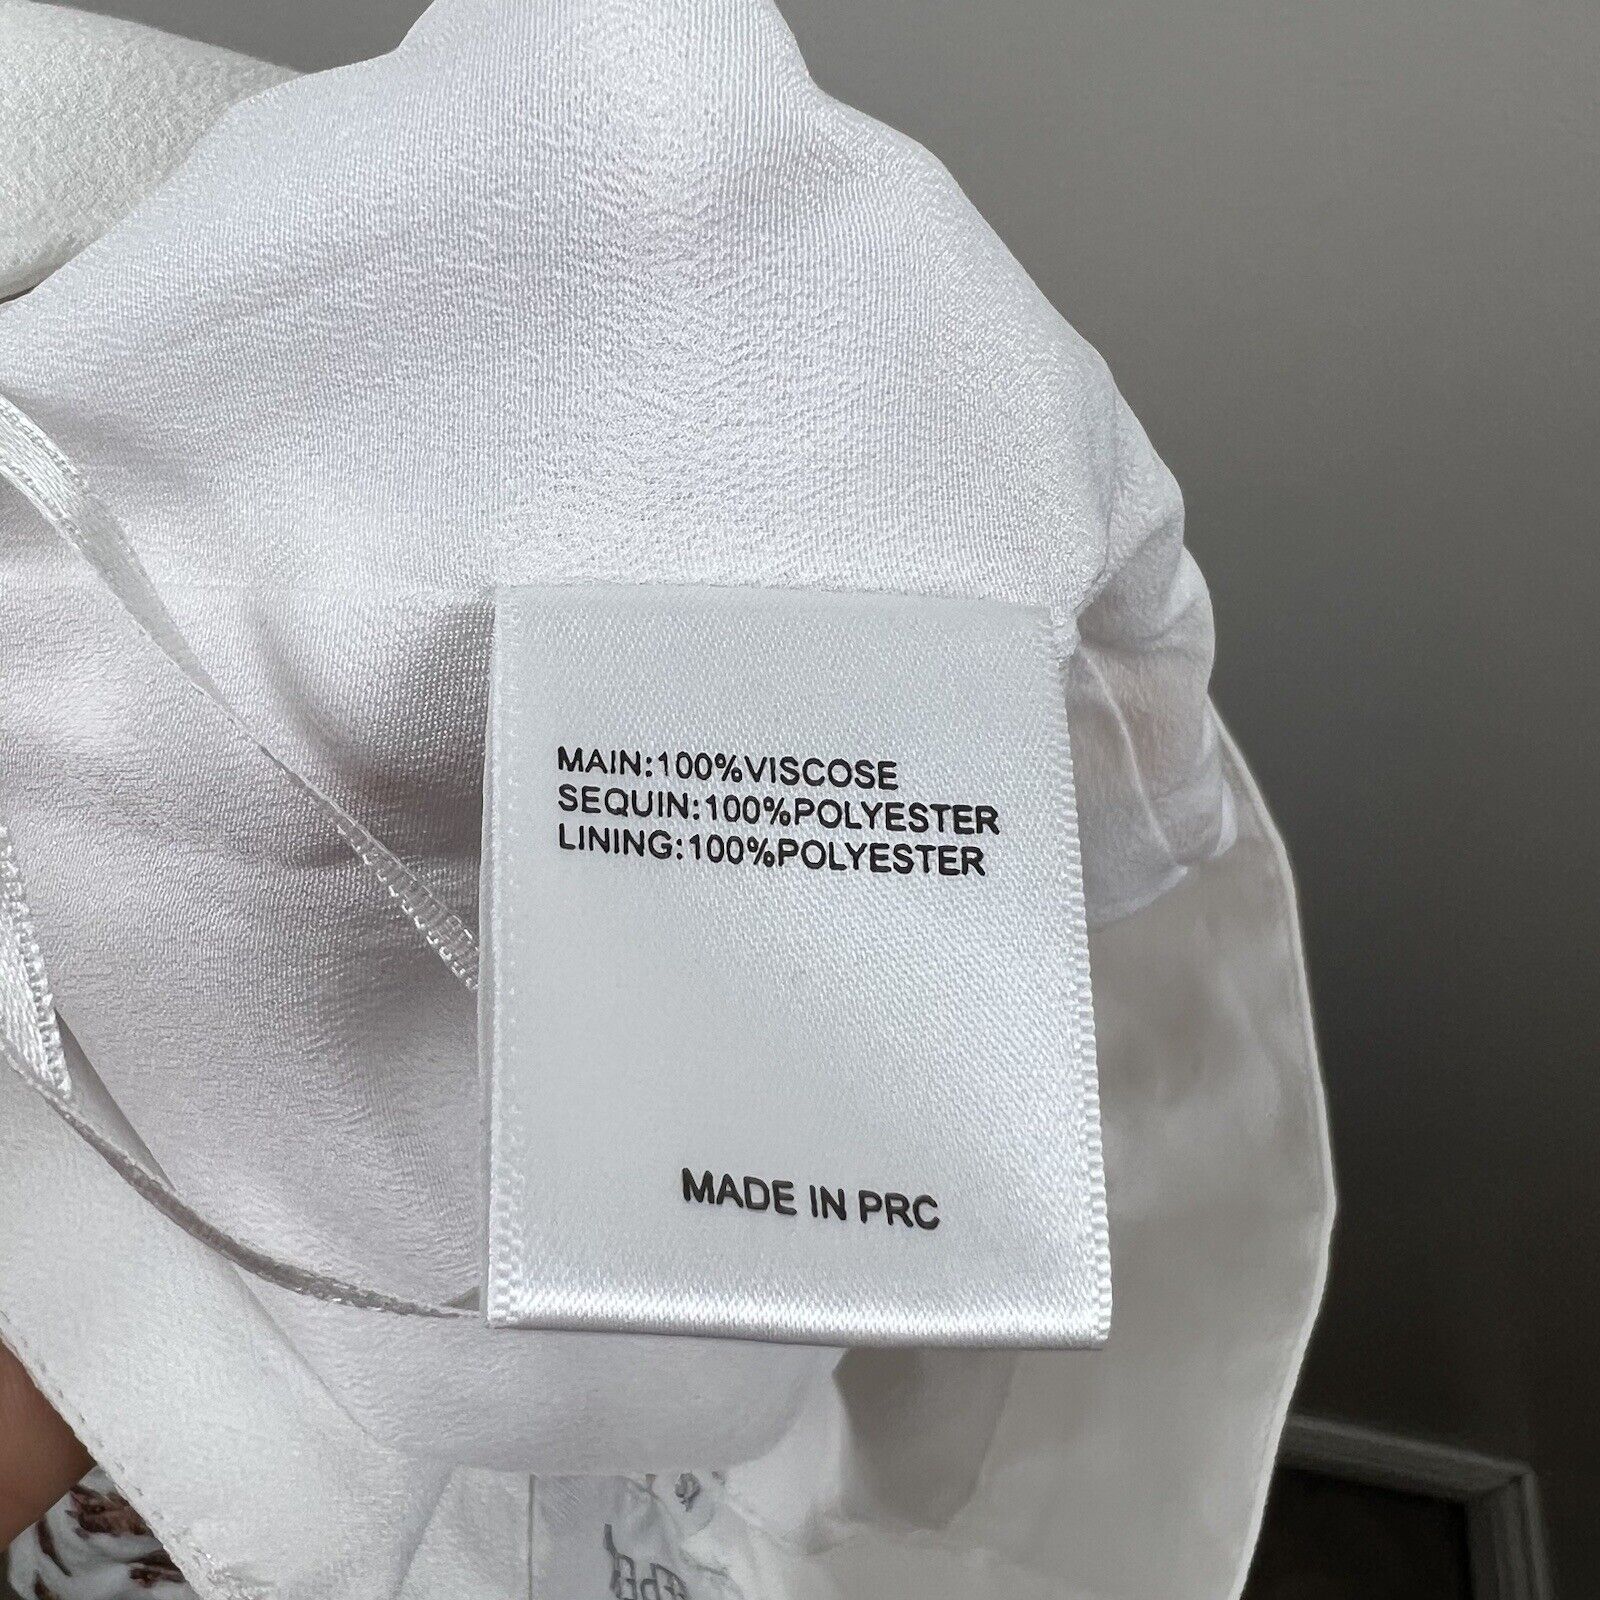 MAIN:100%VISCOSE
SEQUIN:100%POLYESTER
LINING:100%POLYESTER
MADE IN PRC